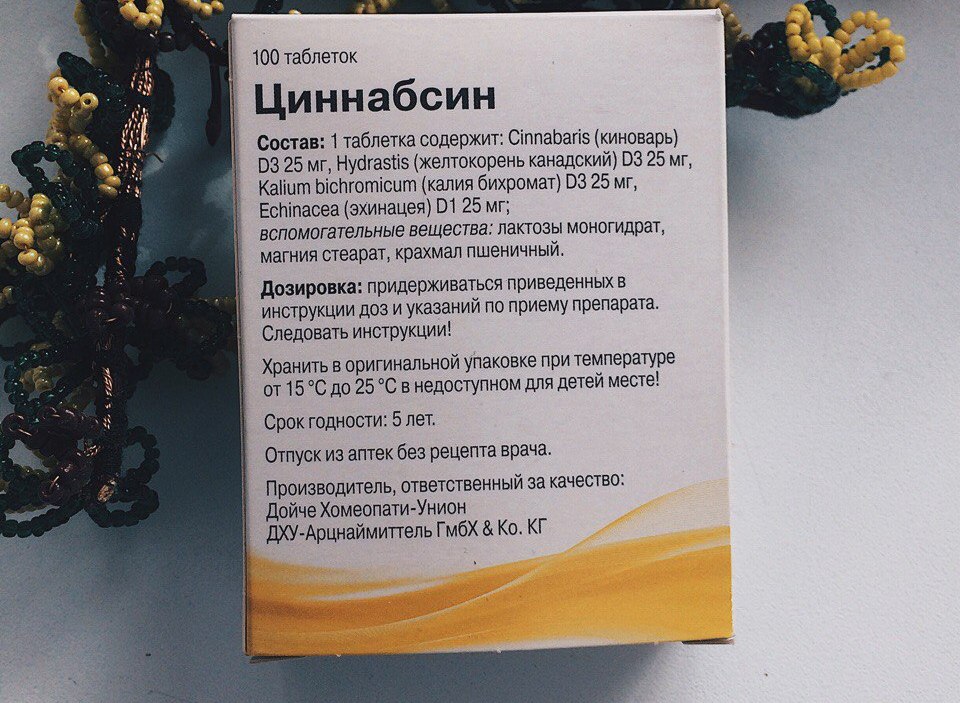 100 таблеток
Циннабсин
Состав: 1 таблетка содержит: Cinnabaris (киноварь)
D3 25 мг, Hydrastis (желтокорень канадский) D3 25 мг,
Kalium bichromicum (калия бихромат) D3 25 мг,
Echinacea (эхинацея) D1 25 мг;
вспомогательные вещества: лактозы моногидрат,
магния стеарат, крахмал пшеничный.
Дозировка: придерживаться приведенных в
инструкции доз и указаний по приему препарата.
Следовать инструкции!
Хранить в оригинальной упаковке при температуре
от 15 °C до 25 °C в недоступном для детей месте!
Срок годности: 5 лет.
Отпуск из аптек без рецепта врача.
Производитель, ответственный за качество:
Дойче Хомеопати-Унион
ДХУ-Арцнаймиттель ГмбХ & Ко. КГ